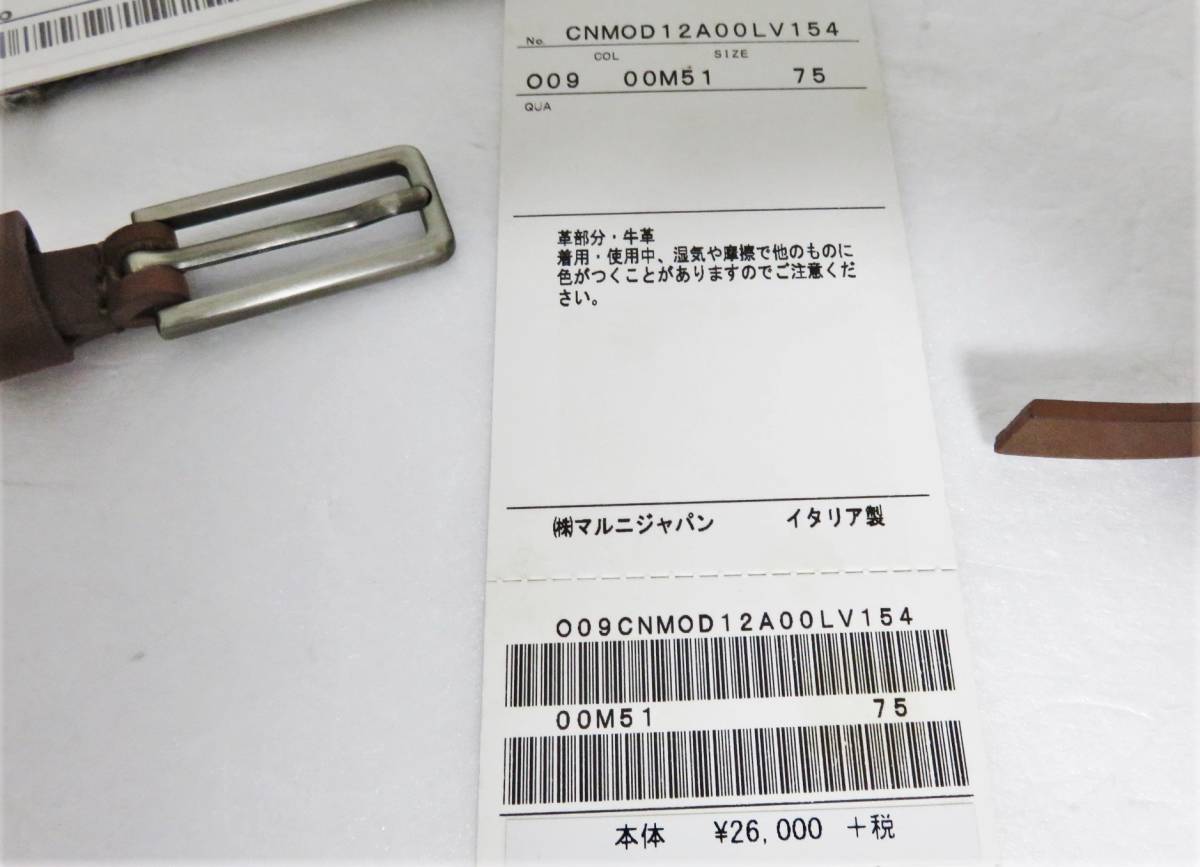 No. CNMOD12A00LV154
COL SIZE
009 00M51 75
QUA
革部分・牛革
着用・使用中、湿気や摩擦で他のものに
色がつくことがありますのでご注意くだ
さい。
㈱マルニジャパン イタリア製
009CNMOD12A00LV154
00M51 75
本体 ¥26,000 +税